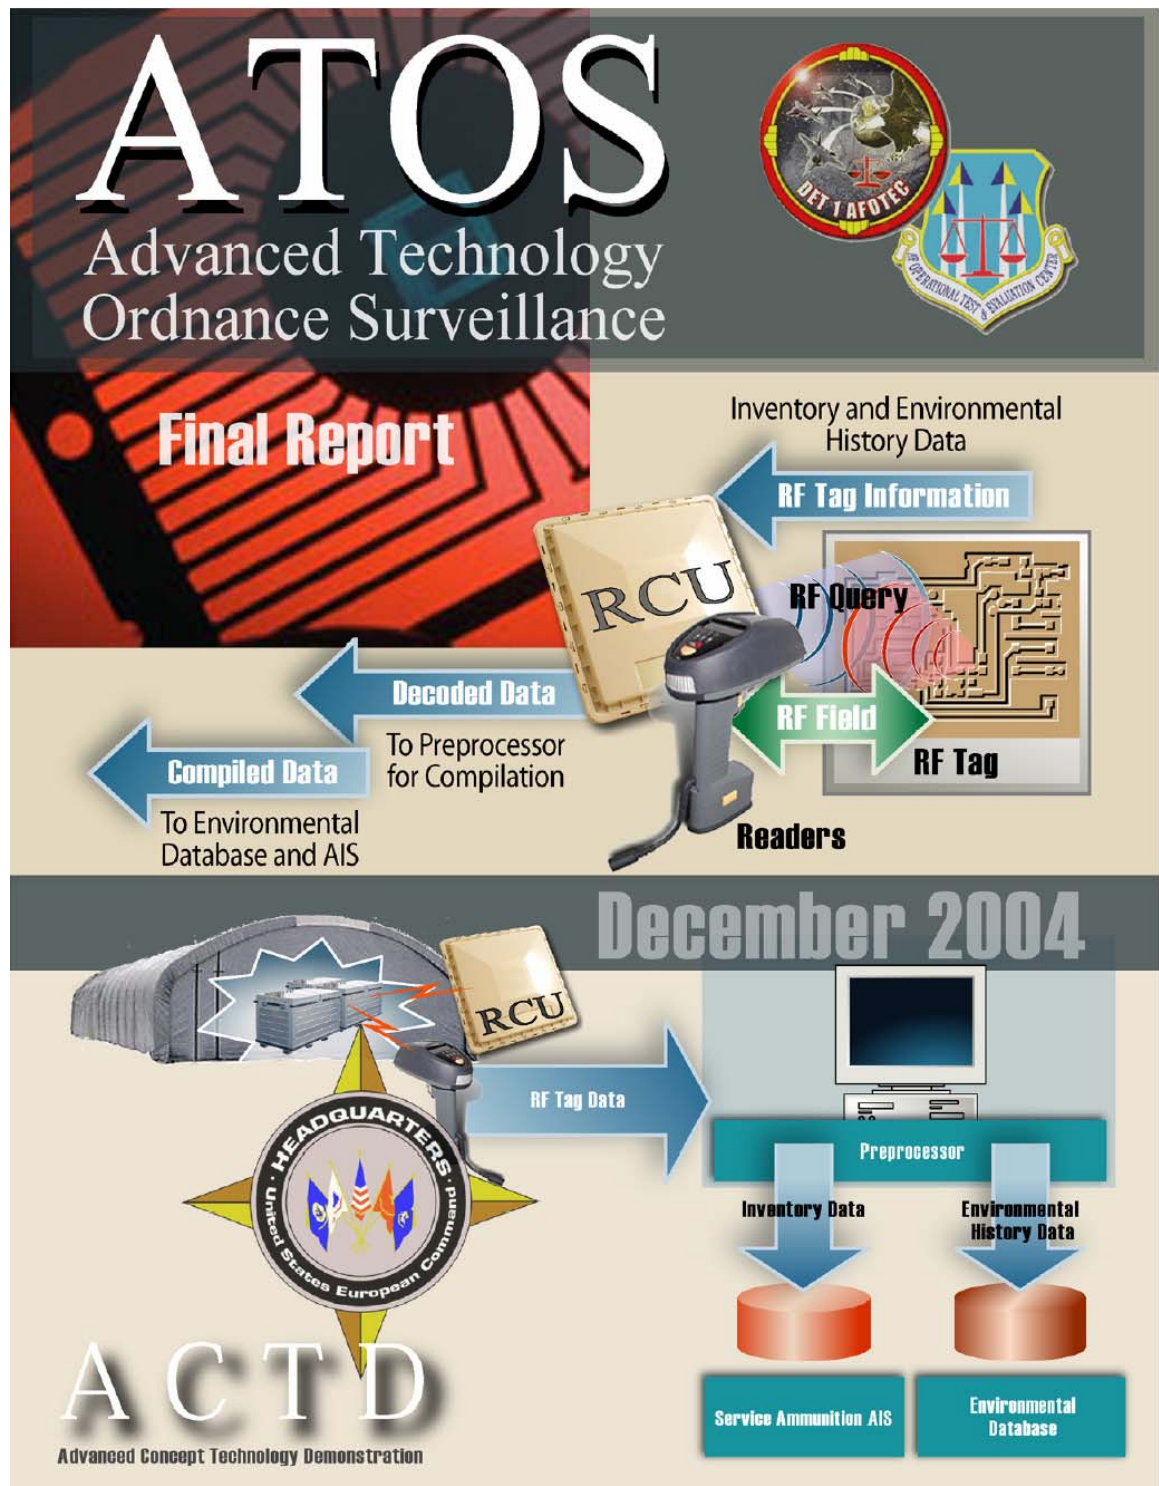 ATOS
Advanced Technology
Ordnance Surveillance
DET 1 AFOTEC
AF OPERATIONAL TEST & EVALUATION CENTER
Final Report
Inventory and Environmental
History Data
RF Tag Information
RCU
RF Query
RF Field
RF Tag
Readers
Decoded Data
To Preprocessor
for Compilation
Compiled Data
To Environmental
Database and AIS
December 2004
RCU
RF Tag Data
Preprocessor
Inventory Data
Environmental
History Data
Service Ammunition AIS
Environmental
Database
HEADQUARTERS
United States European Command
ACTD
Advanced Concept Technology Demonstration